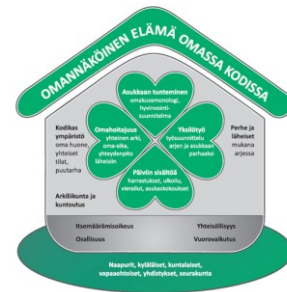 OMANNÄKÖINEN ELÄMÄ OMASSA KODISSA
Asukkaan tunteminen
omakuvamonologi,
hyvinvointi-
suunnitelma
Kodikas
ympäristö
oma huone,
yhteiset
tilat,
puutarha
Omahoitajuus
yhteinen arki,
oma-aika,
yhteydenpito
läheisiin
Yksilötyö
työsuunnittelu
arjen ja asukkaan
parhaaksi
Perhe ja
läheiset
mukana
arjessa
Päivän sisältöä
harrastukset, ulkoilu,
vierailut, asukaskokoukset
Arkiliikunta ja
kuntoutus
Itsemääräämisoikeus
Yhteisöllisyys
Osallisuus
Vuorovaikutus
Naapurit, kyläläiset, kuntalaiset,
vapaaehtoiset, yhdistykset, seurakunta